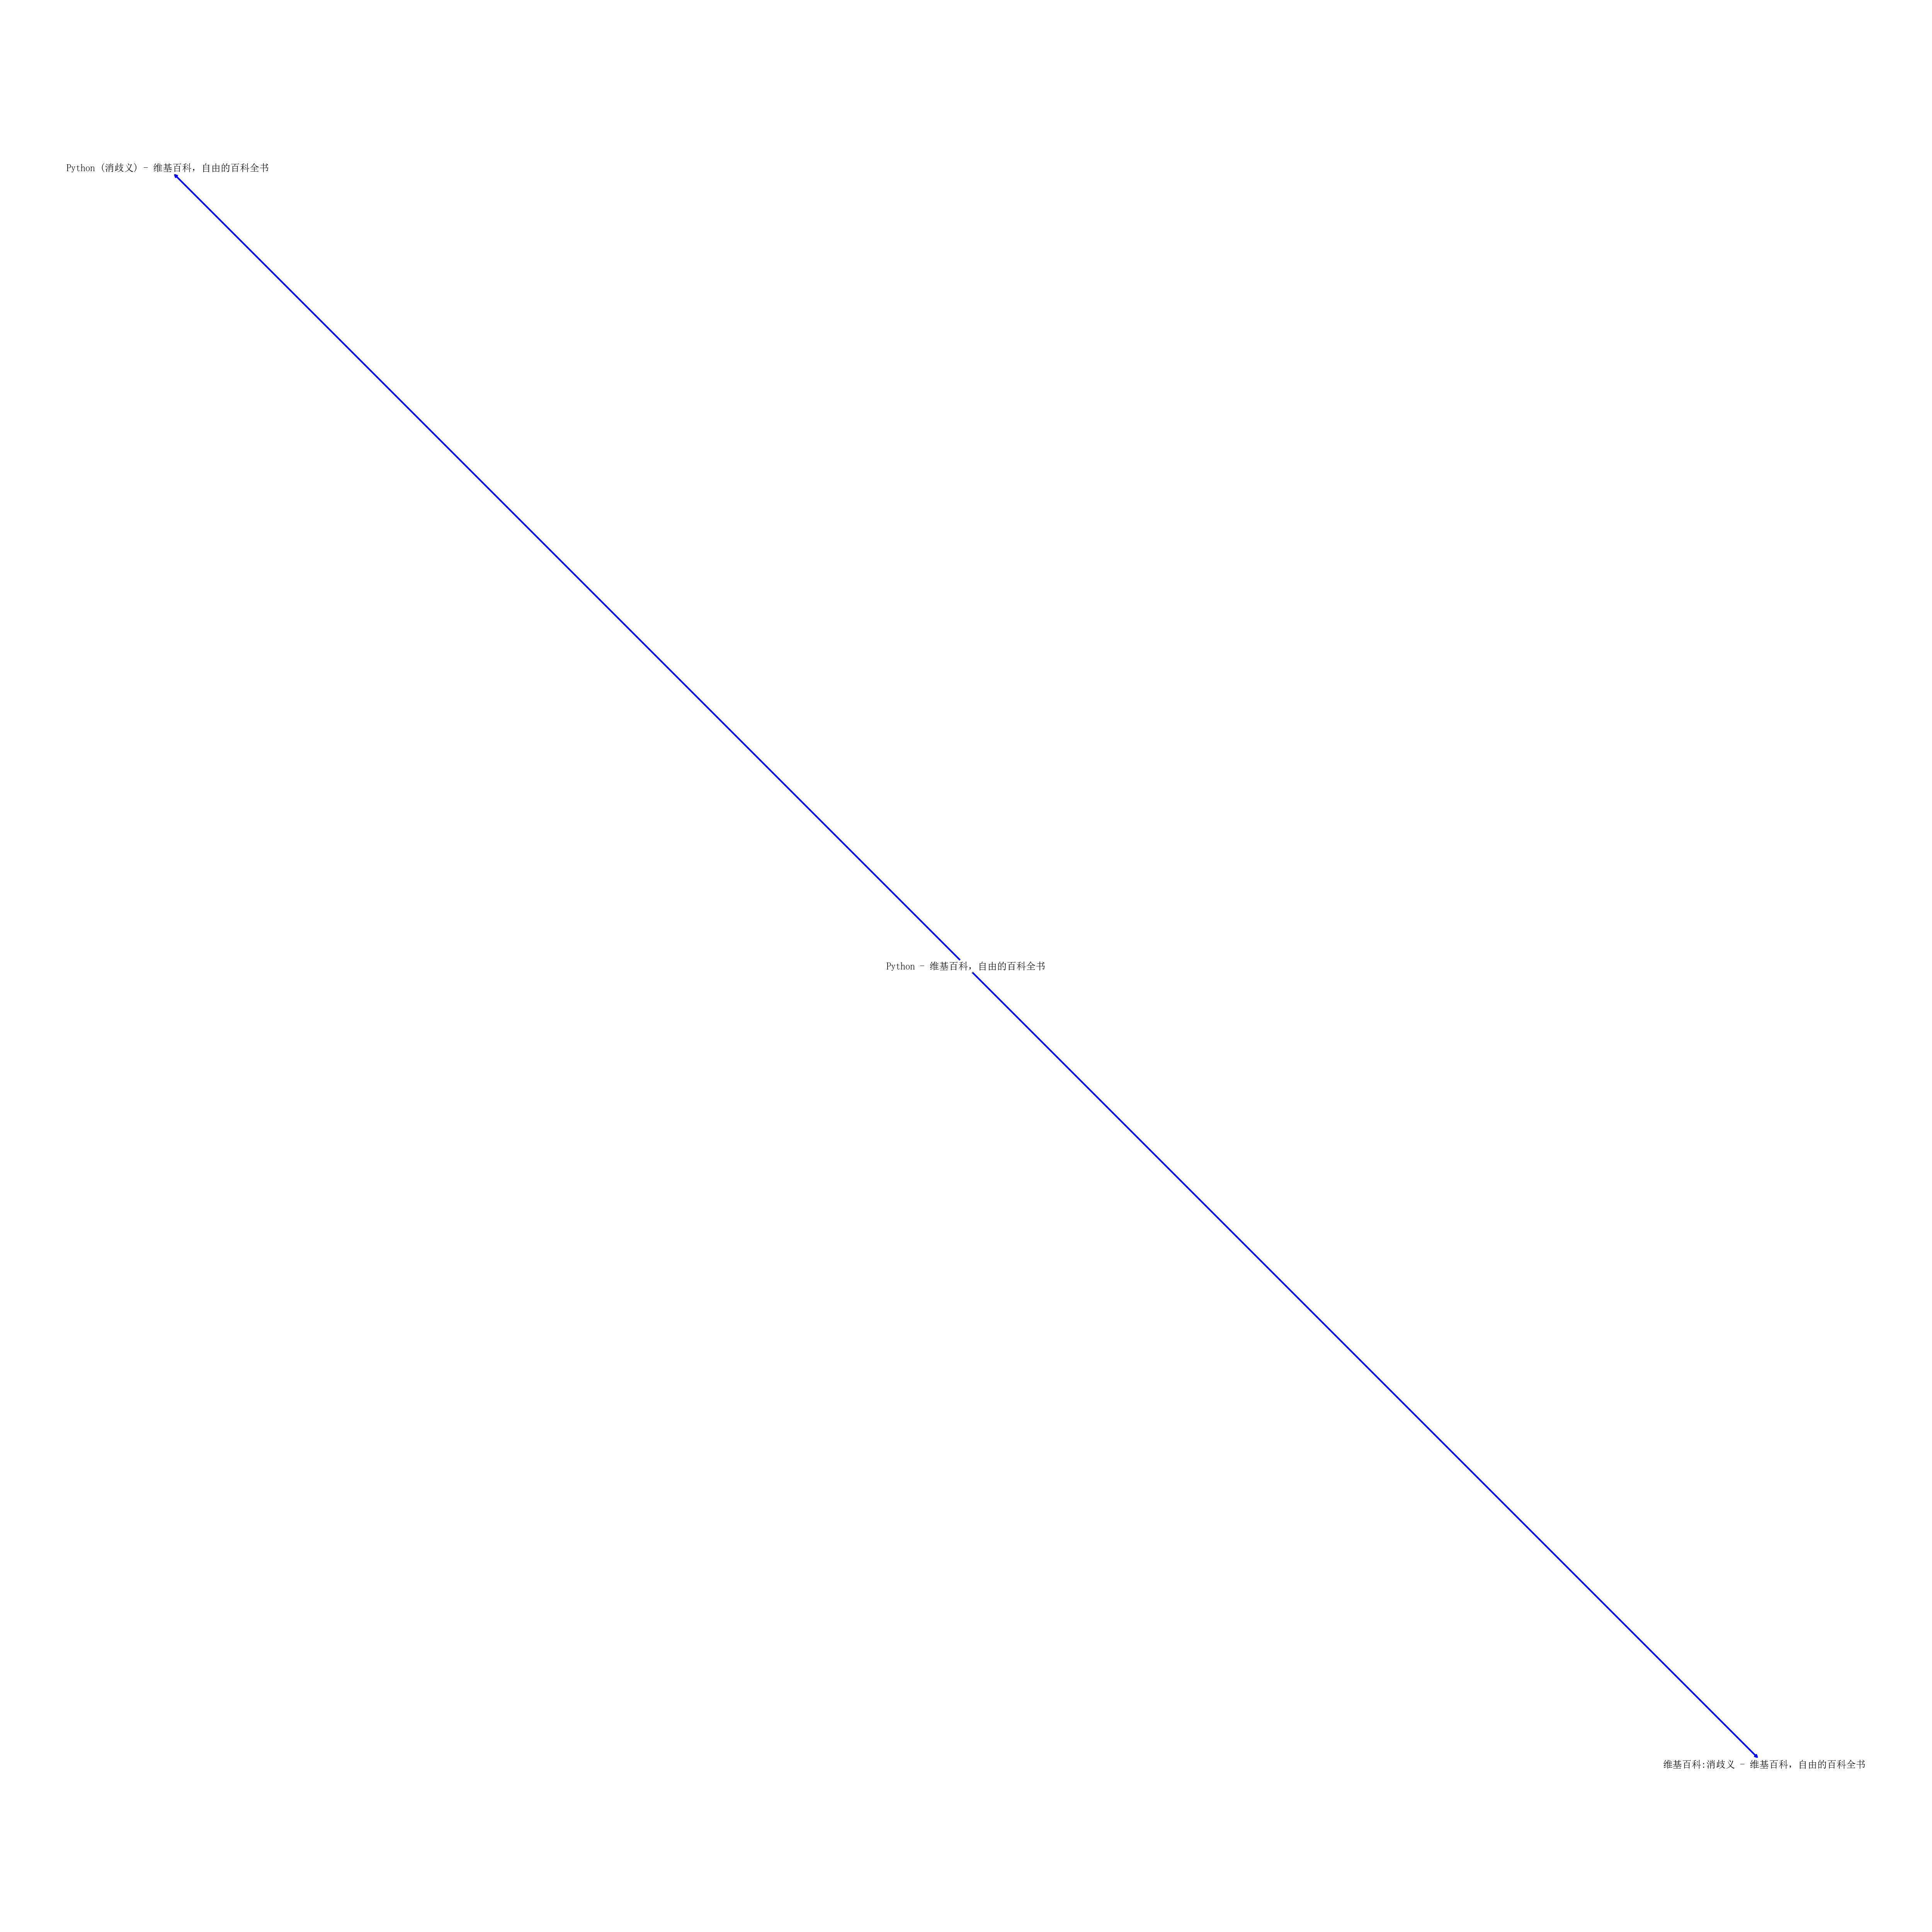 Python (消歧义) - 维基百科，自由的百科全书
Python - 维基百科，自由的百科全书
维基百科:消歧义 - 维基百科，自由的百科全书